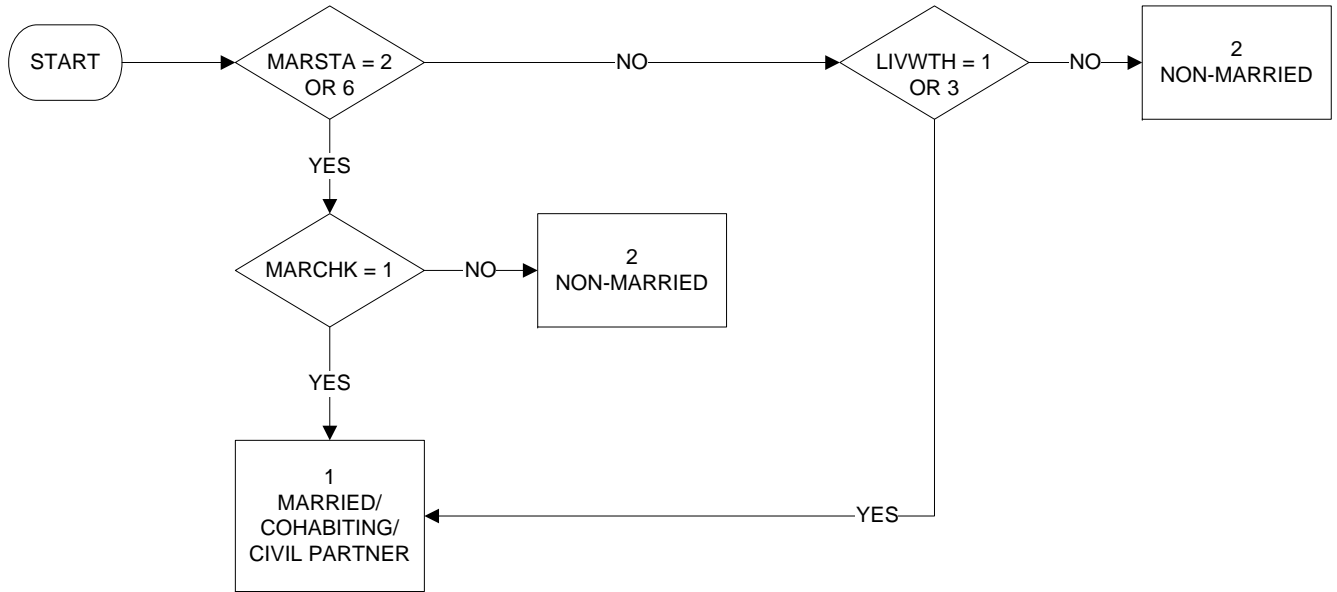 START
MARSTA = 2
OR 6
NO
LIVWTH = 1
OR 3
NO
2
NON-MARRIED
YES
MARCHK = 1
NO
2
NON-MARRIED
YES
1
MARRIED/
COHABITING/
CIVIL PARTNER
YES